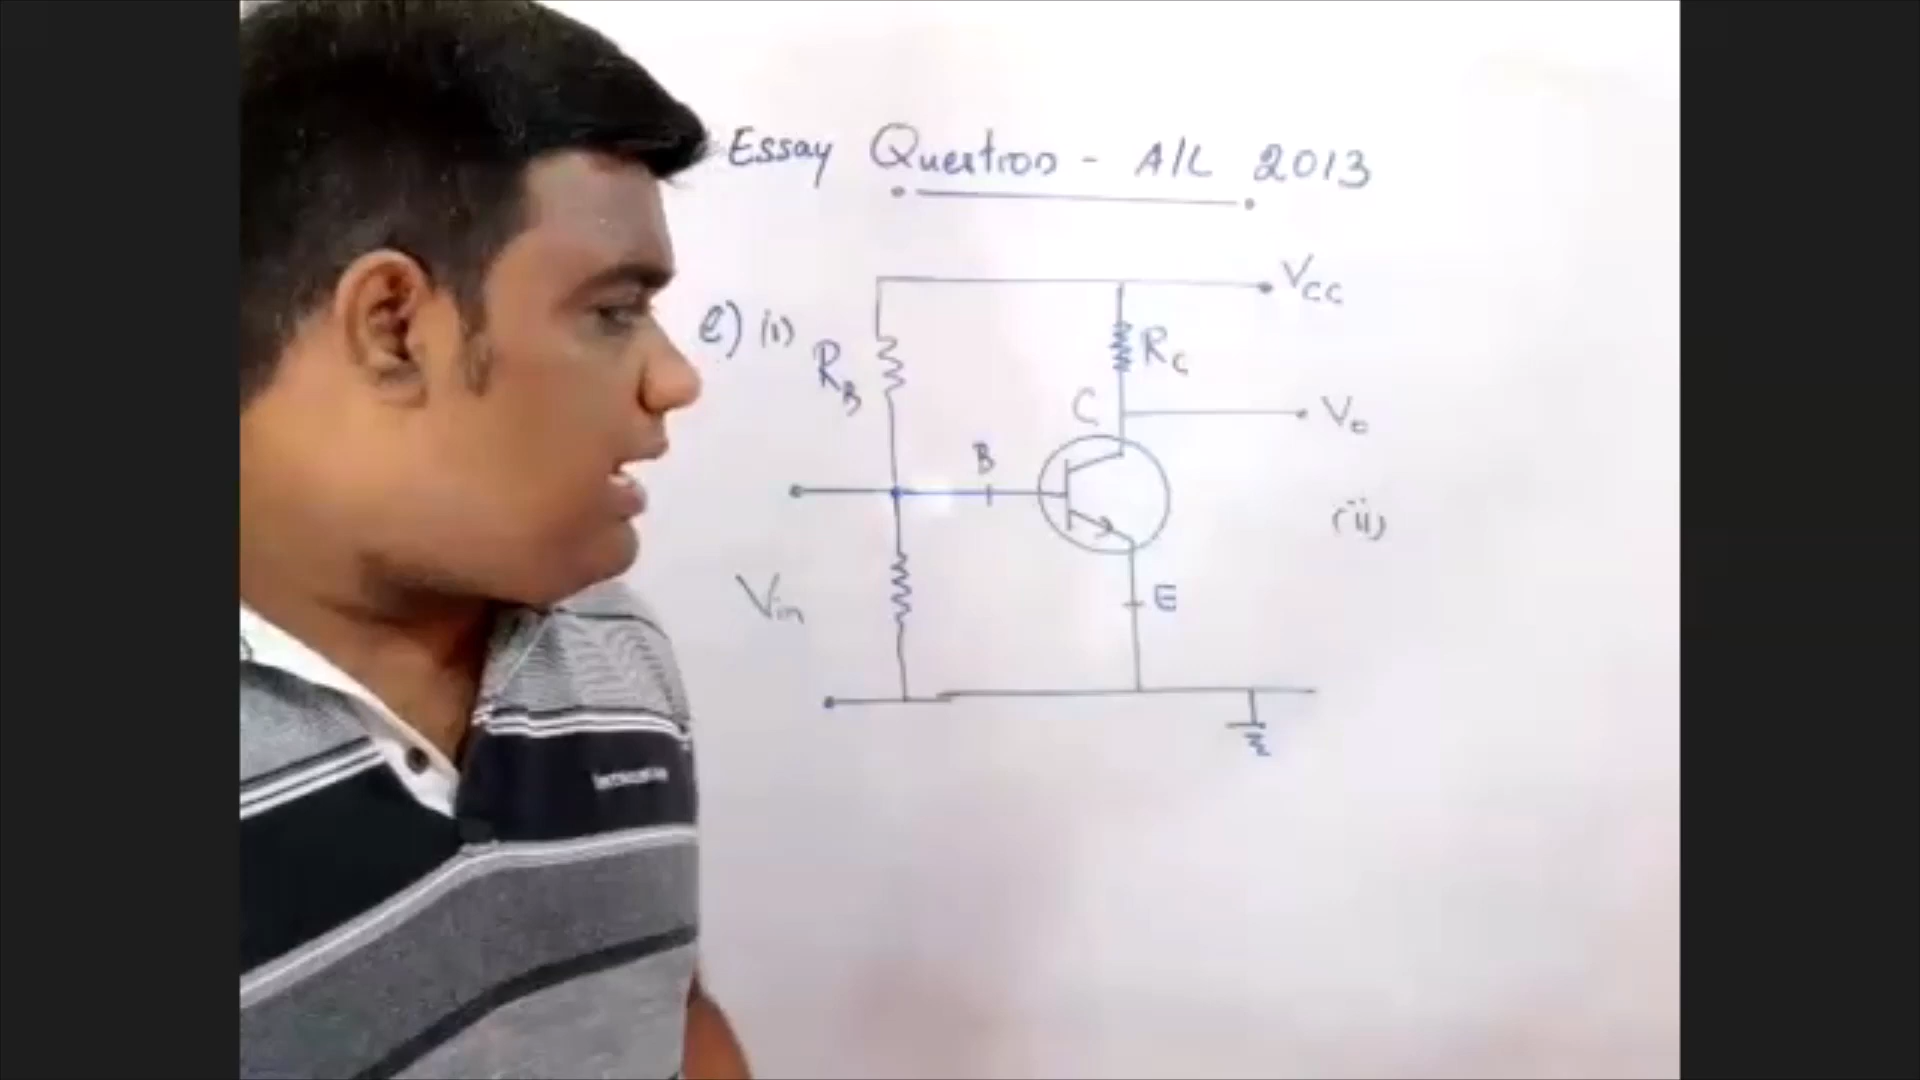 Essay Question - A/L 2013
VCC
e) (i)
RB
RC
C
Vo
B
(ii)
Vin
E